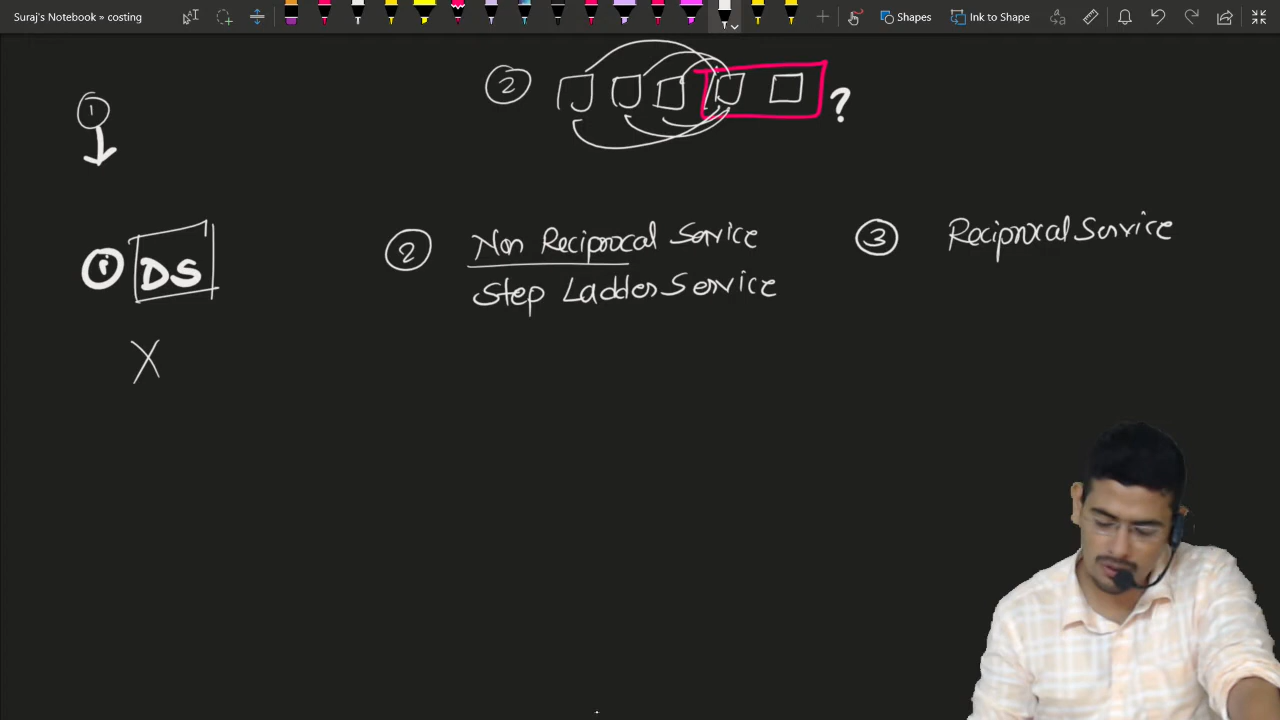 Suraj's Notebook » costing
Shapes
Ink to Shape
2
?
1
1 DS
X
2 Non Reciprocal Service
Step Ladder Service
3 Reciprocal Service